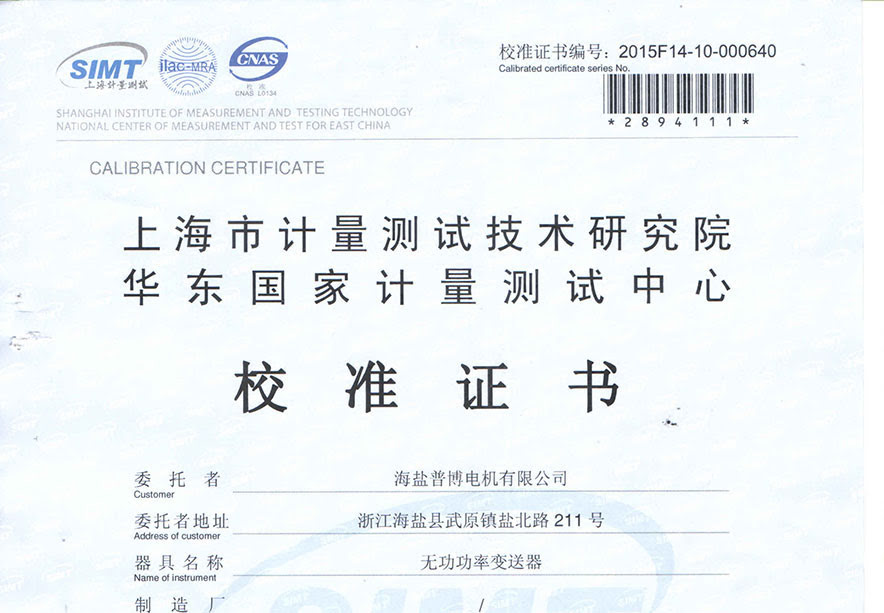 SIMT
上海计量测试
ilac-MRA
CNAS
校准
CNAS L0134
校准证书编号：2015F14-10-000640
Calibrated certificate series No.
*2894111*
SHANGHAI INSTITUTE OF MEASUREMENT AND TESTING TECHNOLOGY
NATIONAL CENTER OF MEASUREMENT AND TEST FOR EAST CHINA
CALIBRATION CERTIFICATE
上海市计量测试技术研究院
华东国家计量测试中心
校准证书
委托者 海盐普博电机有限公司
Customer
委托者地址 浙江海盐县武原镇盐北路 211 号
Address of customer
器具名称 无功功率变送器
Name of instrument
制造厂 /